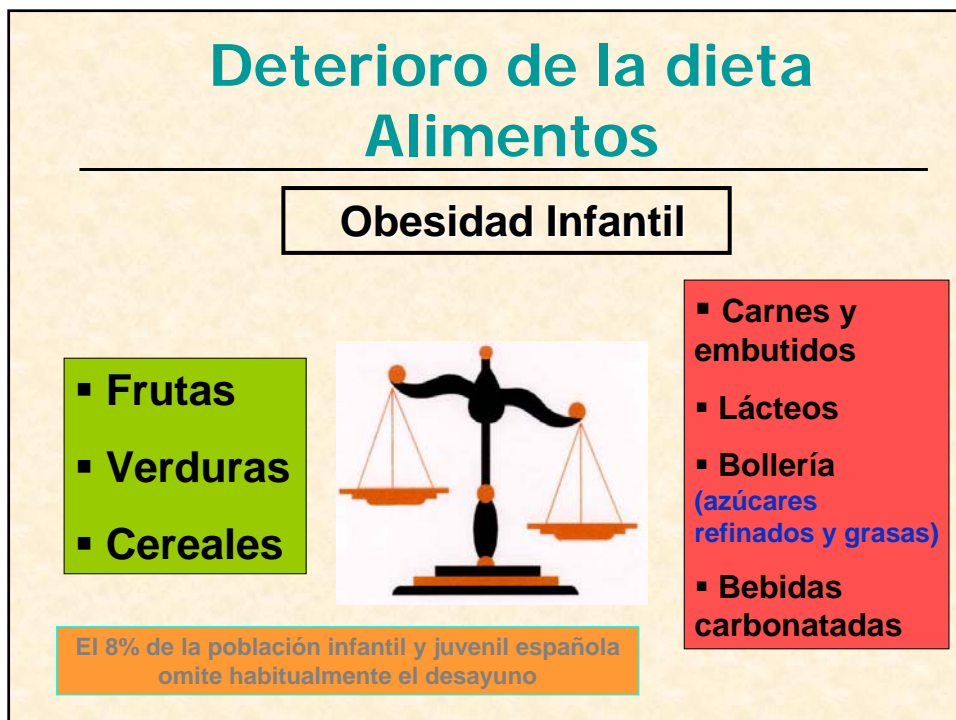 Deterioro de la dieta
Alimentos
Obesidad Infantil
▪ Frutas
▪ Verduras
▪ Cereales
▪ Carnes y
embutidos
▪ Lácteos
▪ Bollería
(azúcares
refinados y grasas)
▪ Bebidas
carbonatadas
El 8% de la población infantil y juvenil española
omite habitualmente el desayuno